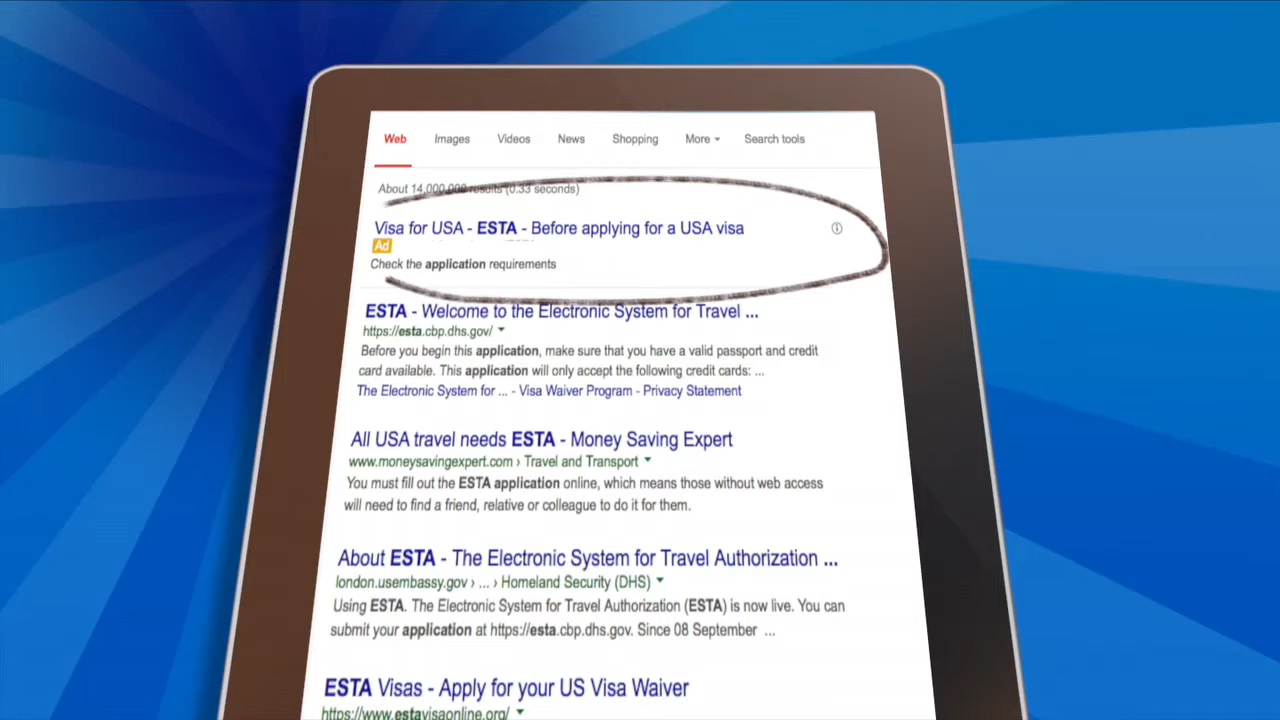 Web Images Videos News Shopping More Search tools
About 14,000,000 results (0.33 seconds)
Visa for USA - ESTA - Before applying for a USA visa
Ad
Check the application requirements
ESTA - Welcome to the Electronic System for Travel ...
https://esta.cbp.dhs.gov/
Before you begin this application, make sure that you have a valid passport and credit
card available. This application will only accept the following credit cards: ...
The Electronic System for ... - Visa Waiver Program - Privacy Statement
All USA travel needs ESTA - Money Saving Expert
www.moneysavingexpert.com › Travel and Transport
You must fill out the ESTA application online, which means those without web access
will need to find a friend, relative or colleague to do it for them.
About ESTA - The Electronic System for Travel Authorization ...
london.usembassy.gov › ... › Homeland Security (DHS)
Using ESTA. The Electronic System for Travel Authorization (ESTA) is now live. You can
submit your application at https://esta.cbp.dhs.gov. Since 08 September ...
ESTA Visas - Apply for your US Visa Waiver
https://www.estavisaonline.org/